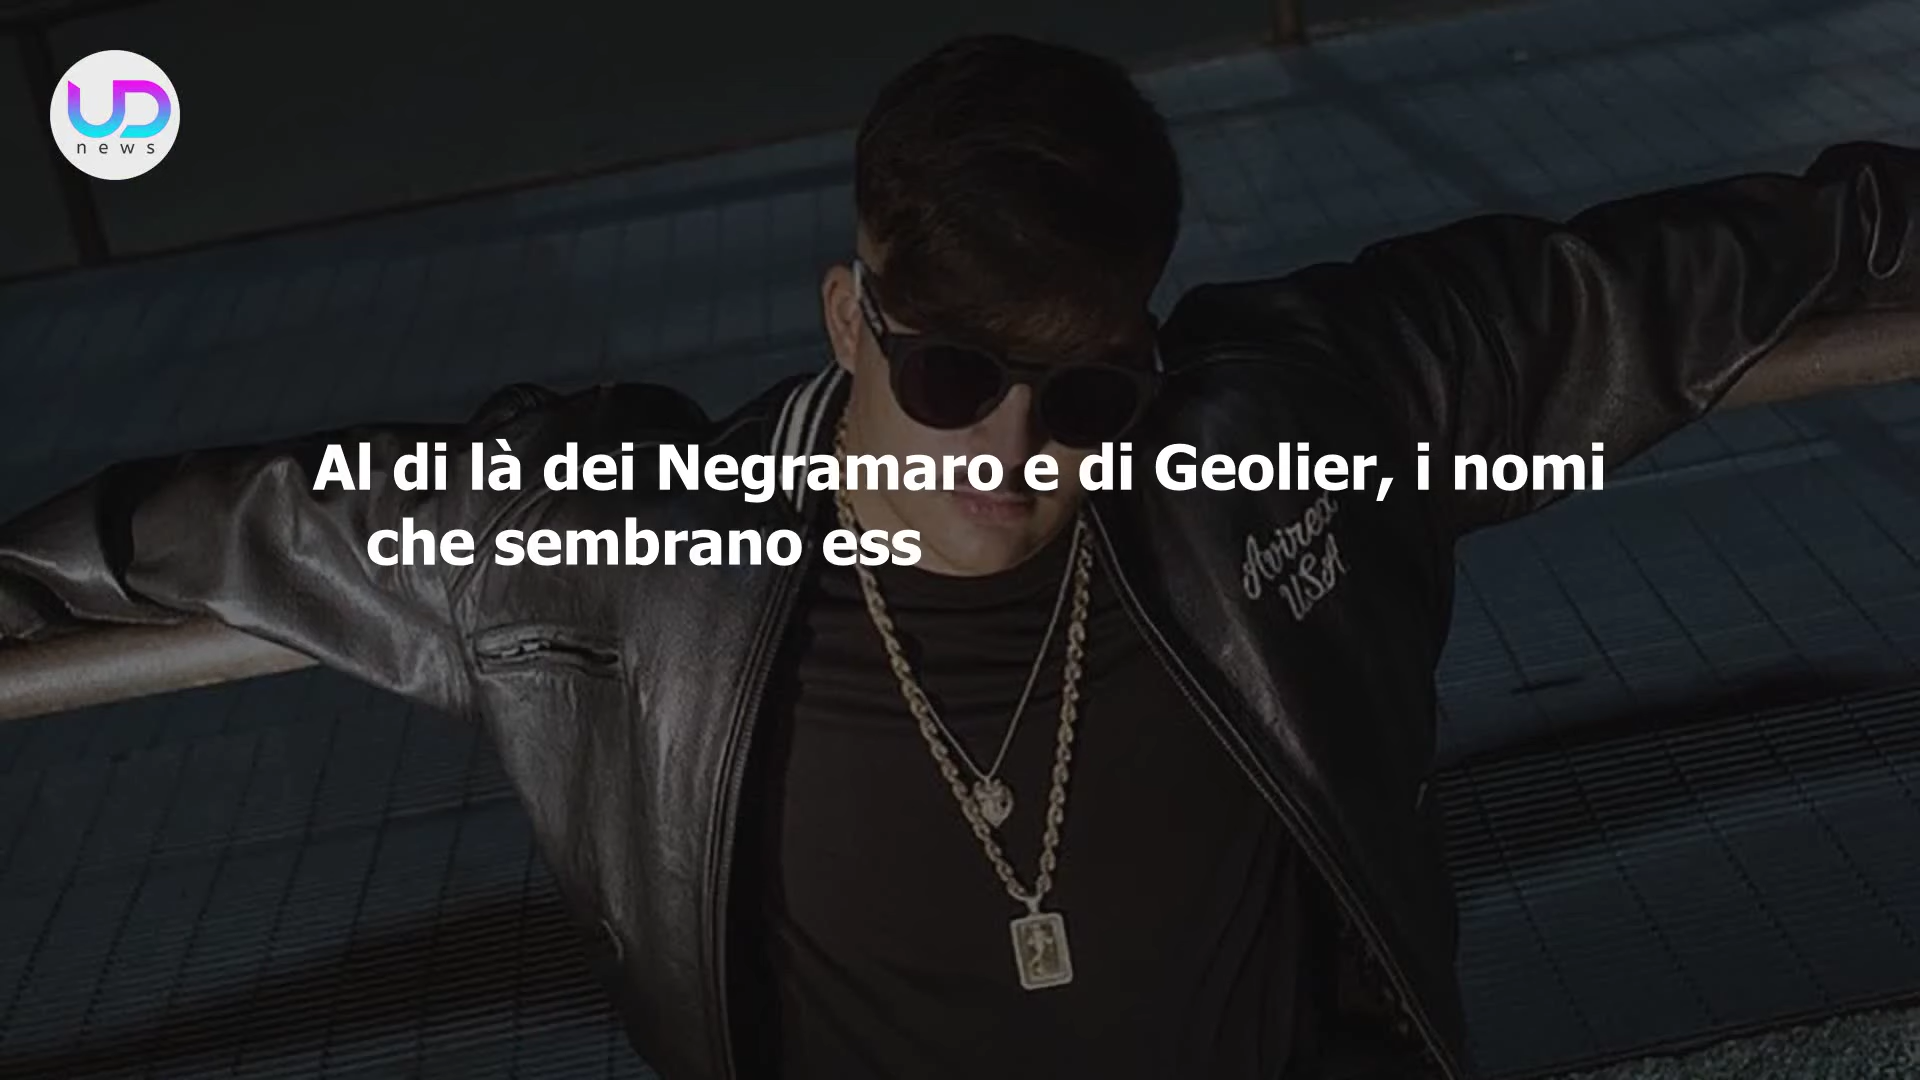 UD
news
Al di là dei Negramaro e di Geolier, i nomi
che sembrano ess
Avirex
USA